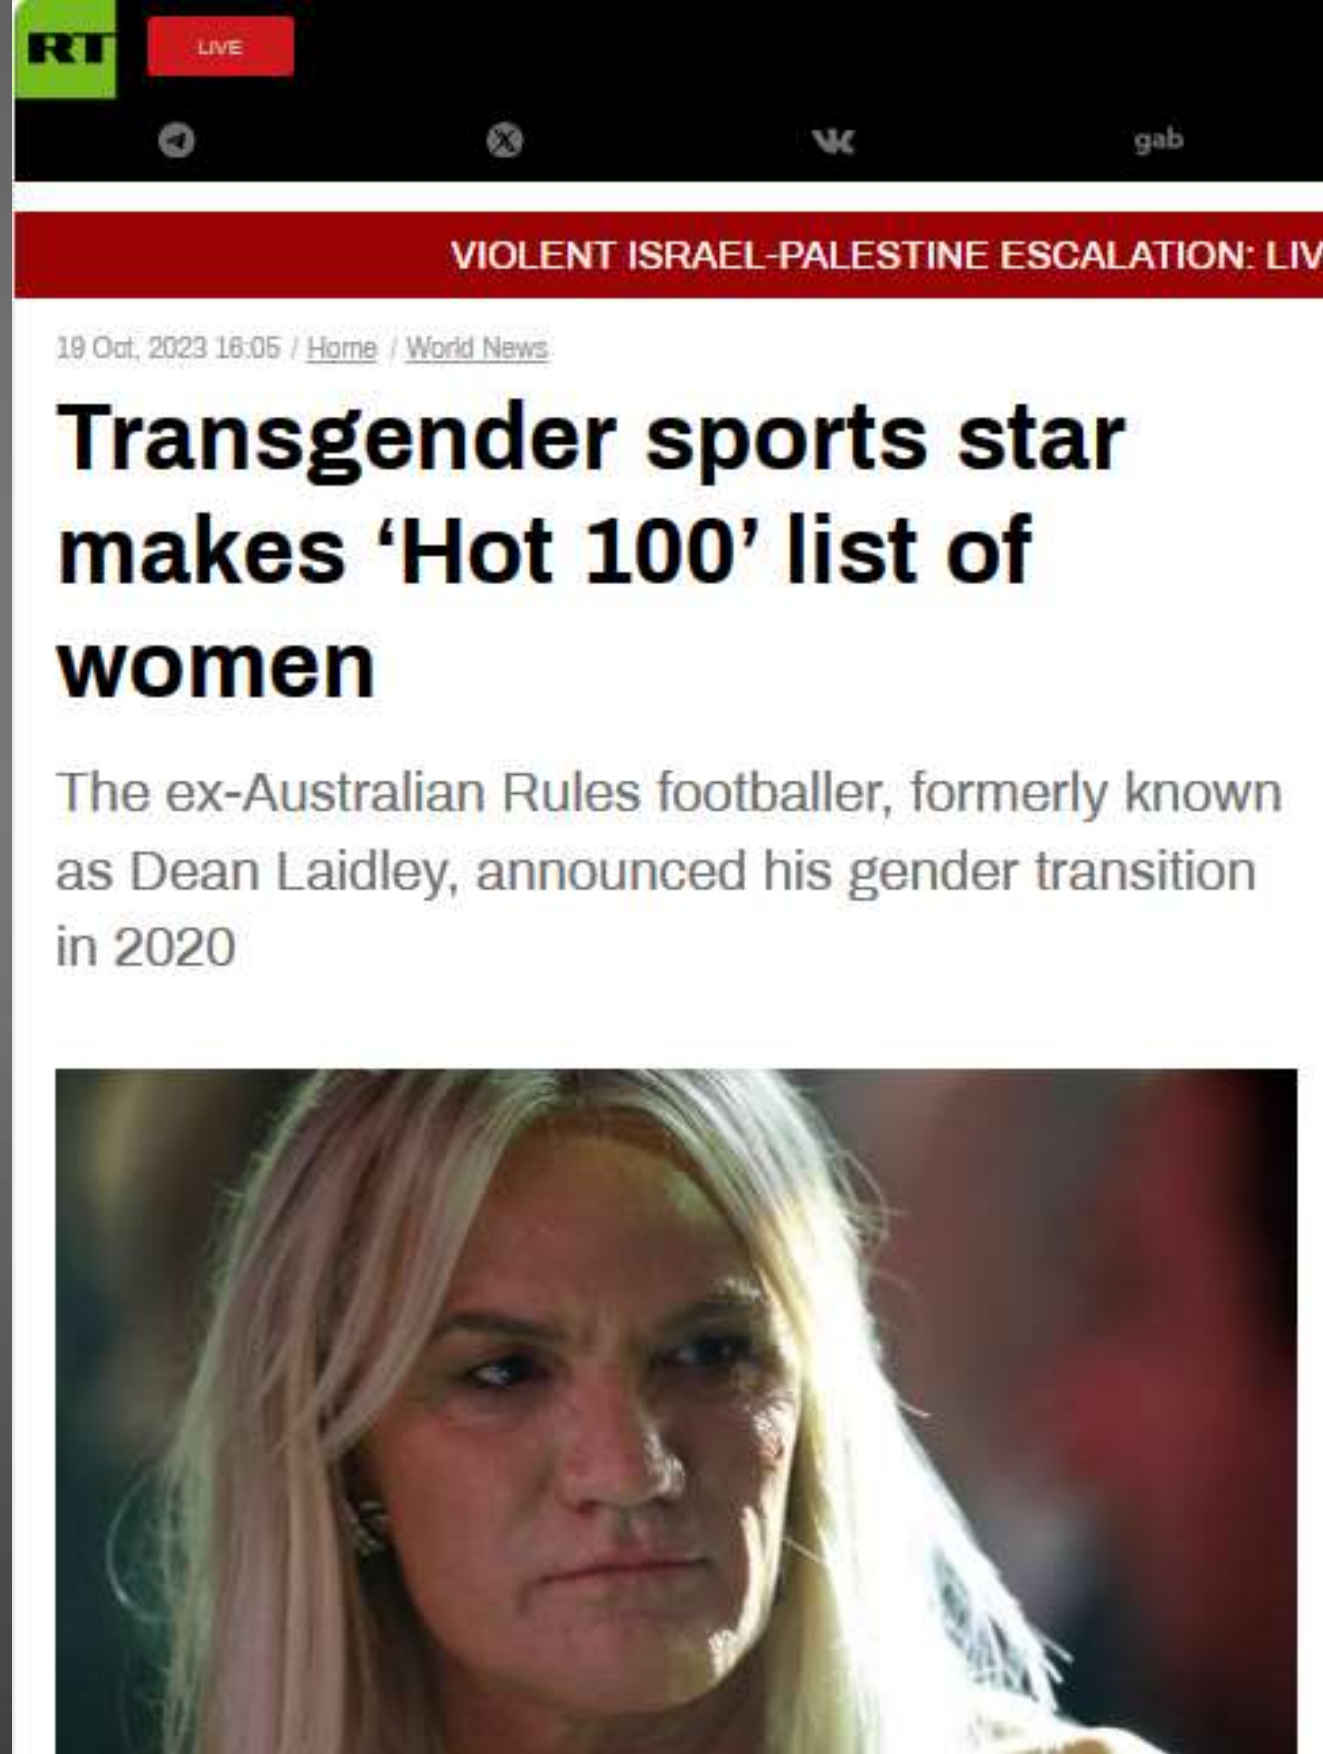 RT
LIVE
gab
VIOLENT ISRAEL-PALESTINE ESCALATION: LIV
19 Oct, 2023 16:05 / Home / World News
Transgender sports star
makes ‘Hot 100’ list of
women
The ex-Australian Rules footballer, formerly known
as Dean Laidley, announced his gender transition
in 2020